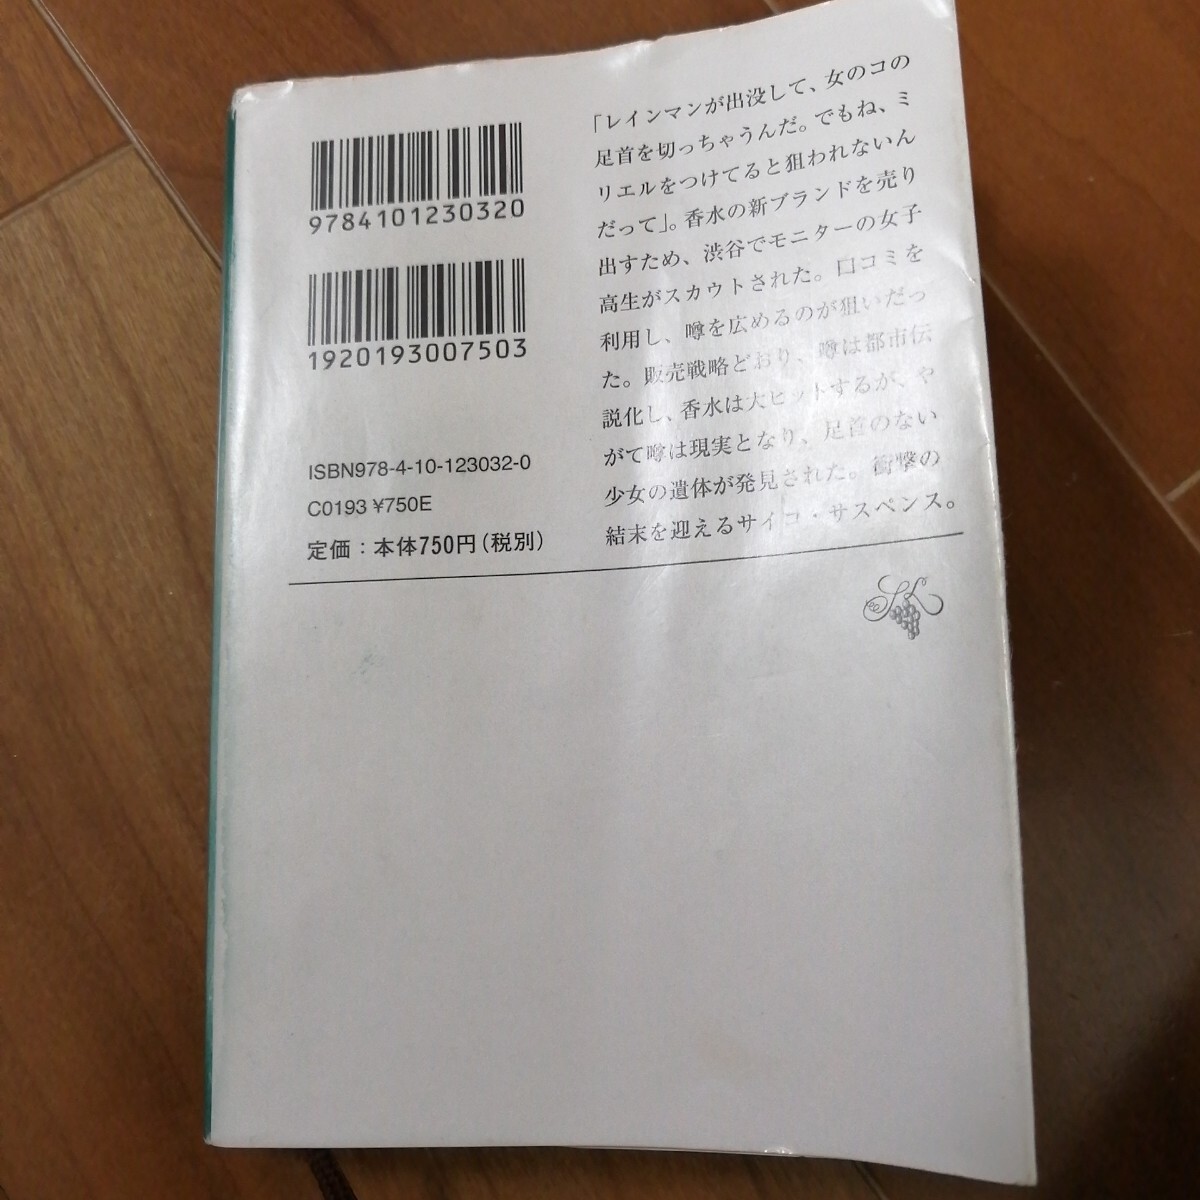 9784101230320
1920193007503
ISBN978-4-10-123032-0
C0193 ¥750E
定価：本体750円（税別）
「レインマンが出没して、女のコの
足首を切っちゃうんだ。でもね、ミ
リエルをつけてると狙われないん
だって」。香水の新ブランドを売り
出すため、渋谷でモニターの女子
高生がスカウトされた。口コミを
利用し、噂を広めるのが狙いだっ
た。販売戦略どおり、噂は都市伝
説化し、香水は大ヒットするが、や
がて噂は現実となり、足首のない
少女の遺体が発見された。衝撃の
結末を迎えるサイコ・サスペンス。